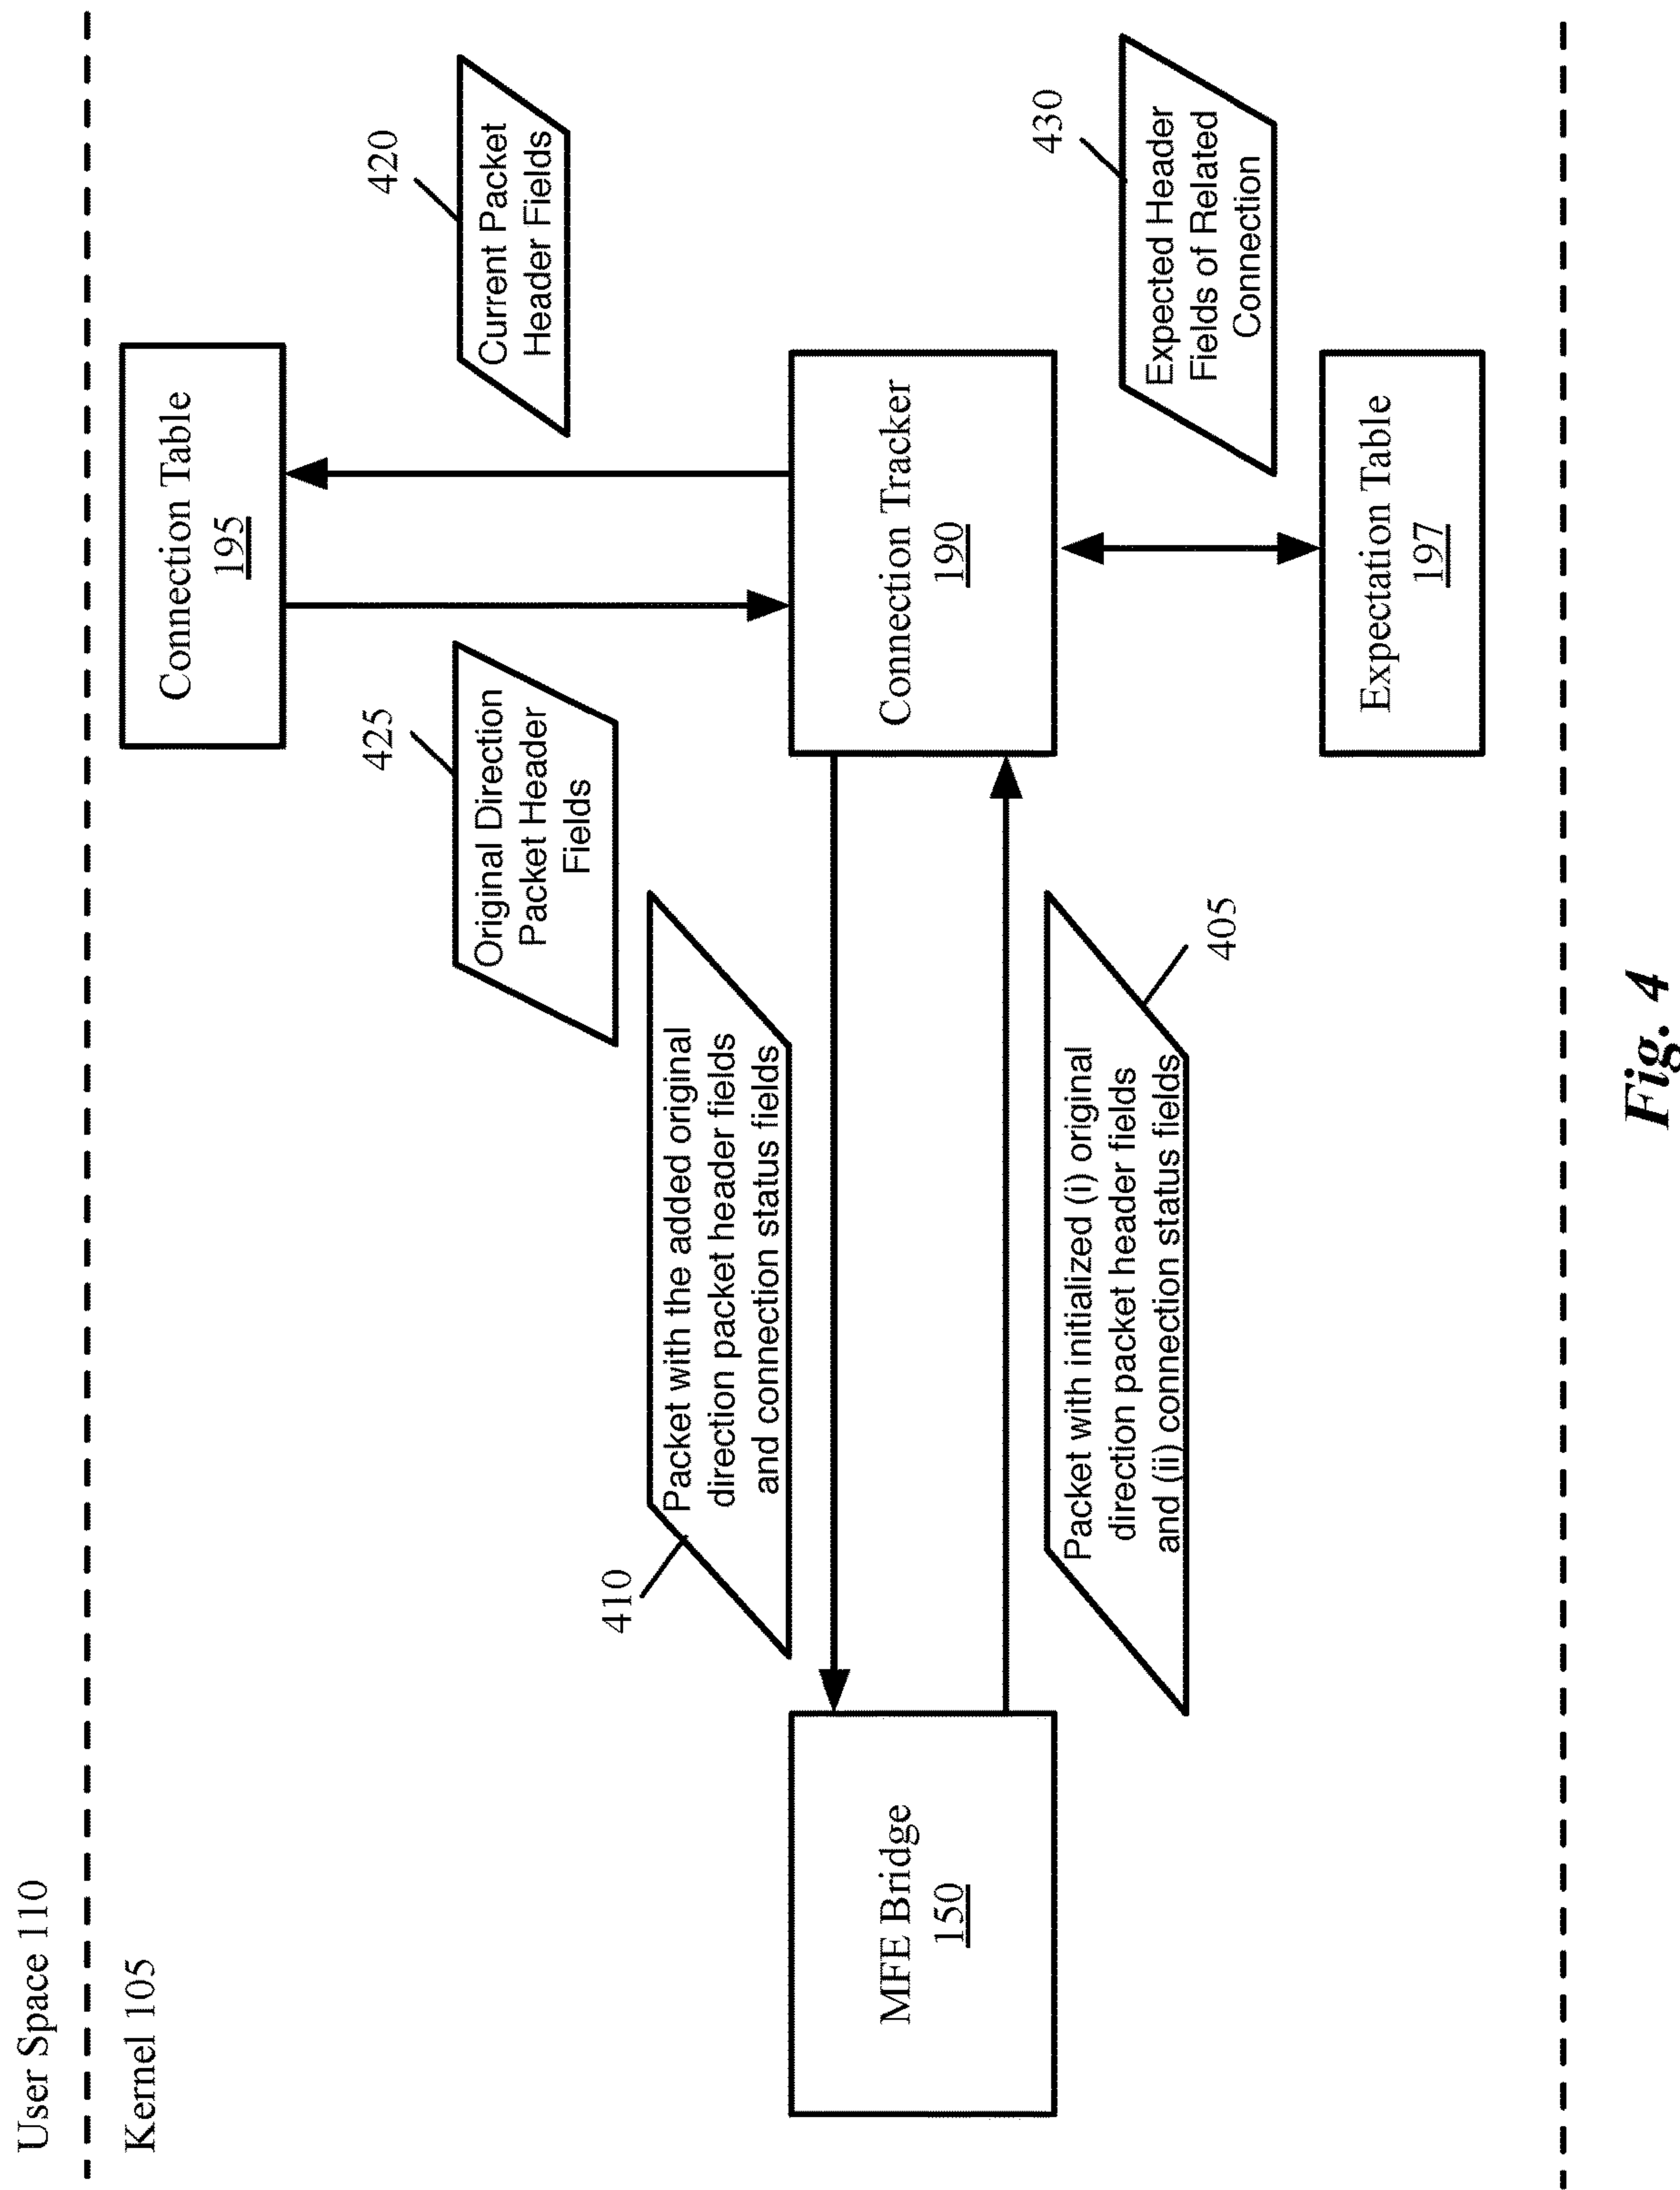 User Space 110
Kernel 105
Connection Table
195
420
Current Packet
Header Fields
425
Original Direction
Packet Header
Fields
410
Packet with the added original
direction packet header fields
and connection status fields
MFE Bridge
150
Connection Tracker
190
Packet with initialized (i) original
direction packet header fields
and (ii) connection status fields
405
430
Expected Header
Fields of Related
Connection
Expectation Table
197
Fig. 4